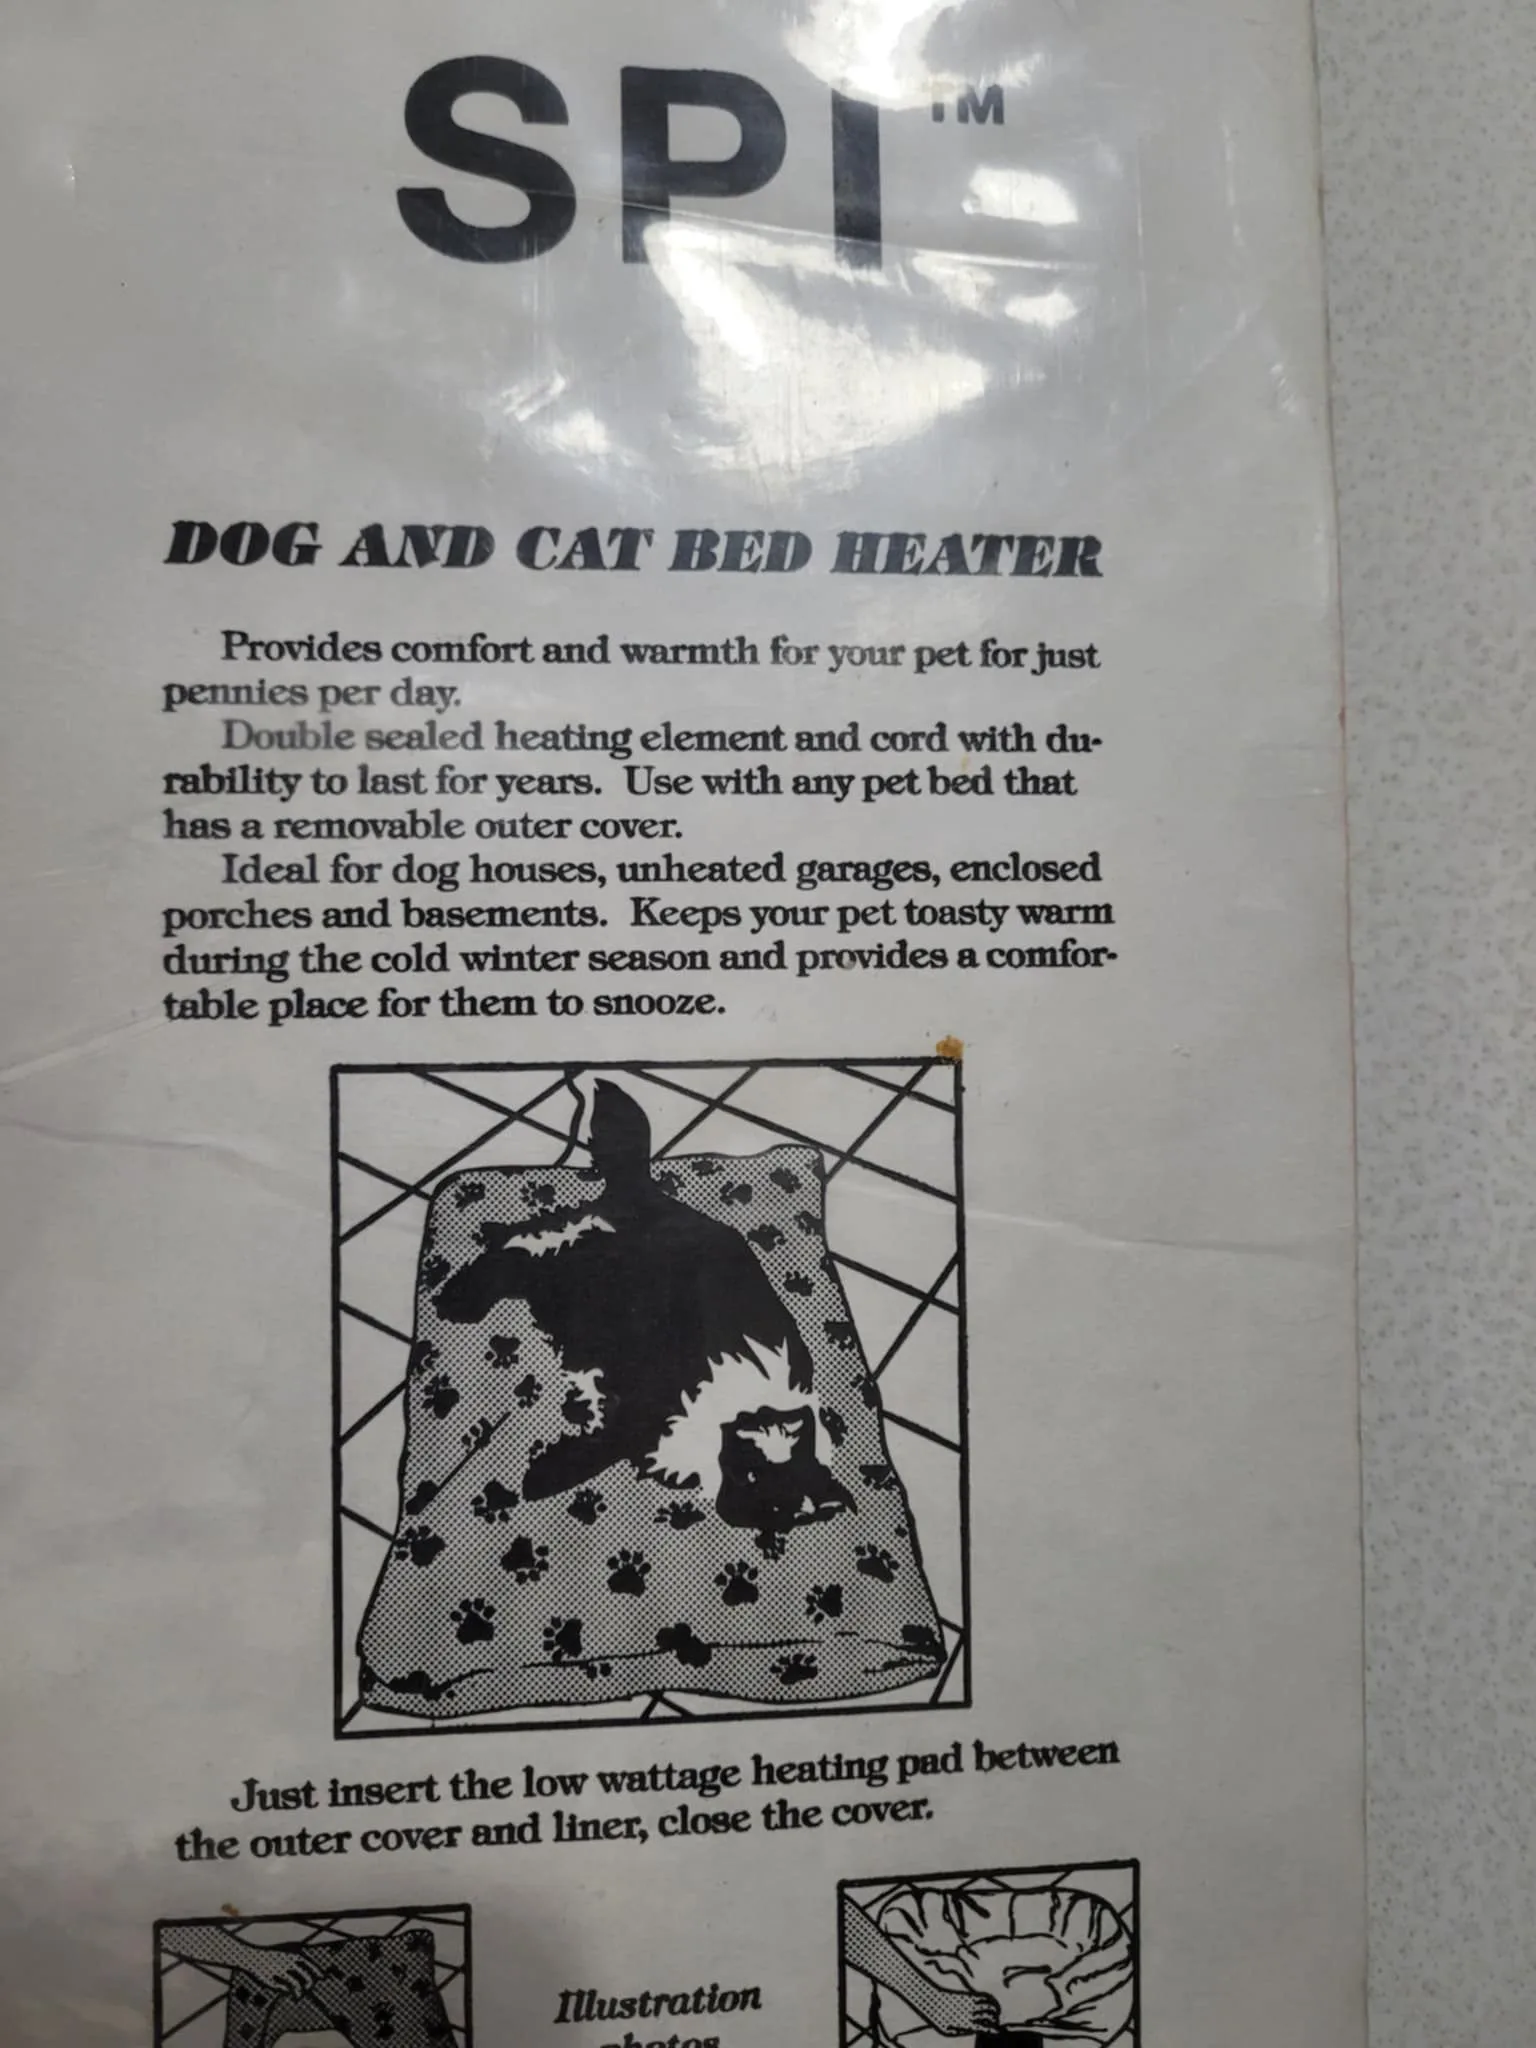 SPI™
DOG AND CAT BED HEATER
Provides comfort and warmth for your pet for just
pennies per day.
Double sealed heating element and cord with du-
rability to last for years. Use with any pet bed that
has a removable outer cover.
Ideal for dog houses, unheated garages, enclosed
porches and basements. Keeps your pet toasty warm
during the cold winter season and provides a comfor-
table place for them to snooze.
Just insert the low wattage heating pad between
the outer cover and liner, close the cover.
Illustration
photos